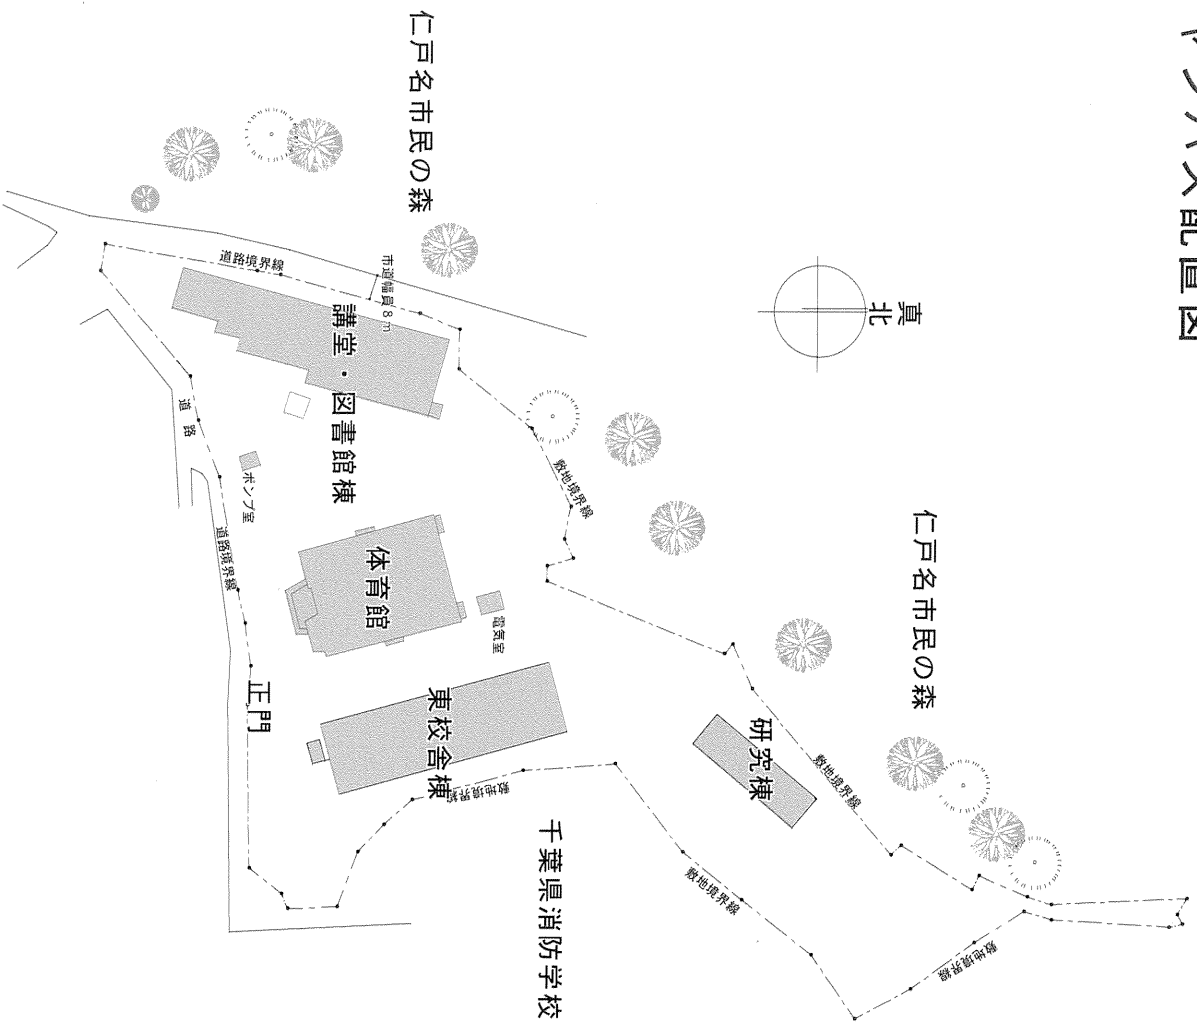 仁戸名市民の森
真北
道路境界線
市道幅員8m
講堂・図書館棟
敷地境界線
道路
ポンプ室
道路境界線
体育館
電気室
仁戸名市民の森
正門
東校舎棟
研究棟
敷地境界線
敷地境界線
千葉県消防学校
敷地境界線
敷地境界線